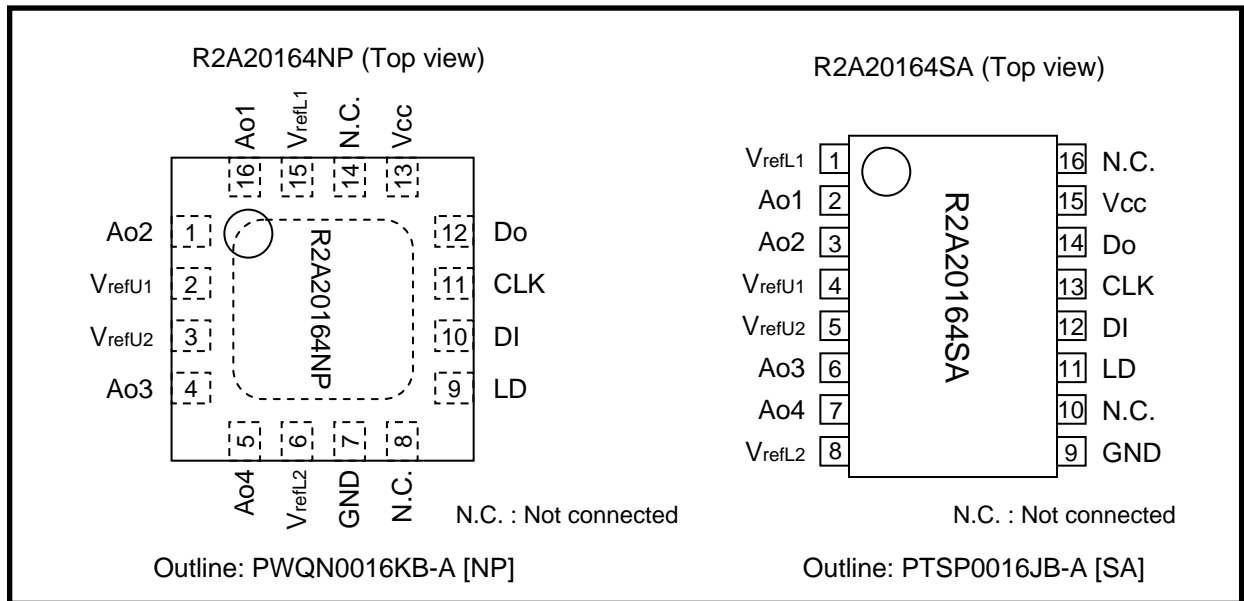 R2A20164NP (Top view)
Ao1 VrefL1 N.C. Vcc
16 15 14 13
Ao2 1
VrefU1 2
VrefU2 3
Ao3 4
12 Do
11 CLK
10 DI
9 LD
R2A20164NP
5 6 7 8
Ao4 VrefL2 GND N.C.
N.C. : Not connected
Outline: PWQN0016KB-A [NP]
R2A20164SA (Top view)
VrefL1 1
Ao1 2
Ao2 3
VrefU1 4
VrefU2 5
Ao3 6
Ao4 7
VrefL2 8
R2A20164SA
16 N.C.
15 Vcc
14 Do
13 CLK
12 DI
11 LD
10 N.C.
9 GND
N.C. : Not connected
Outline: PTSP0016JB-A [SA]